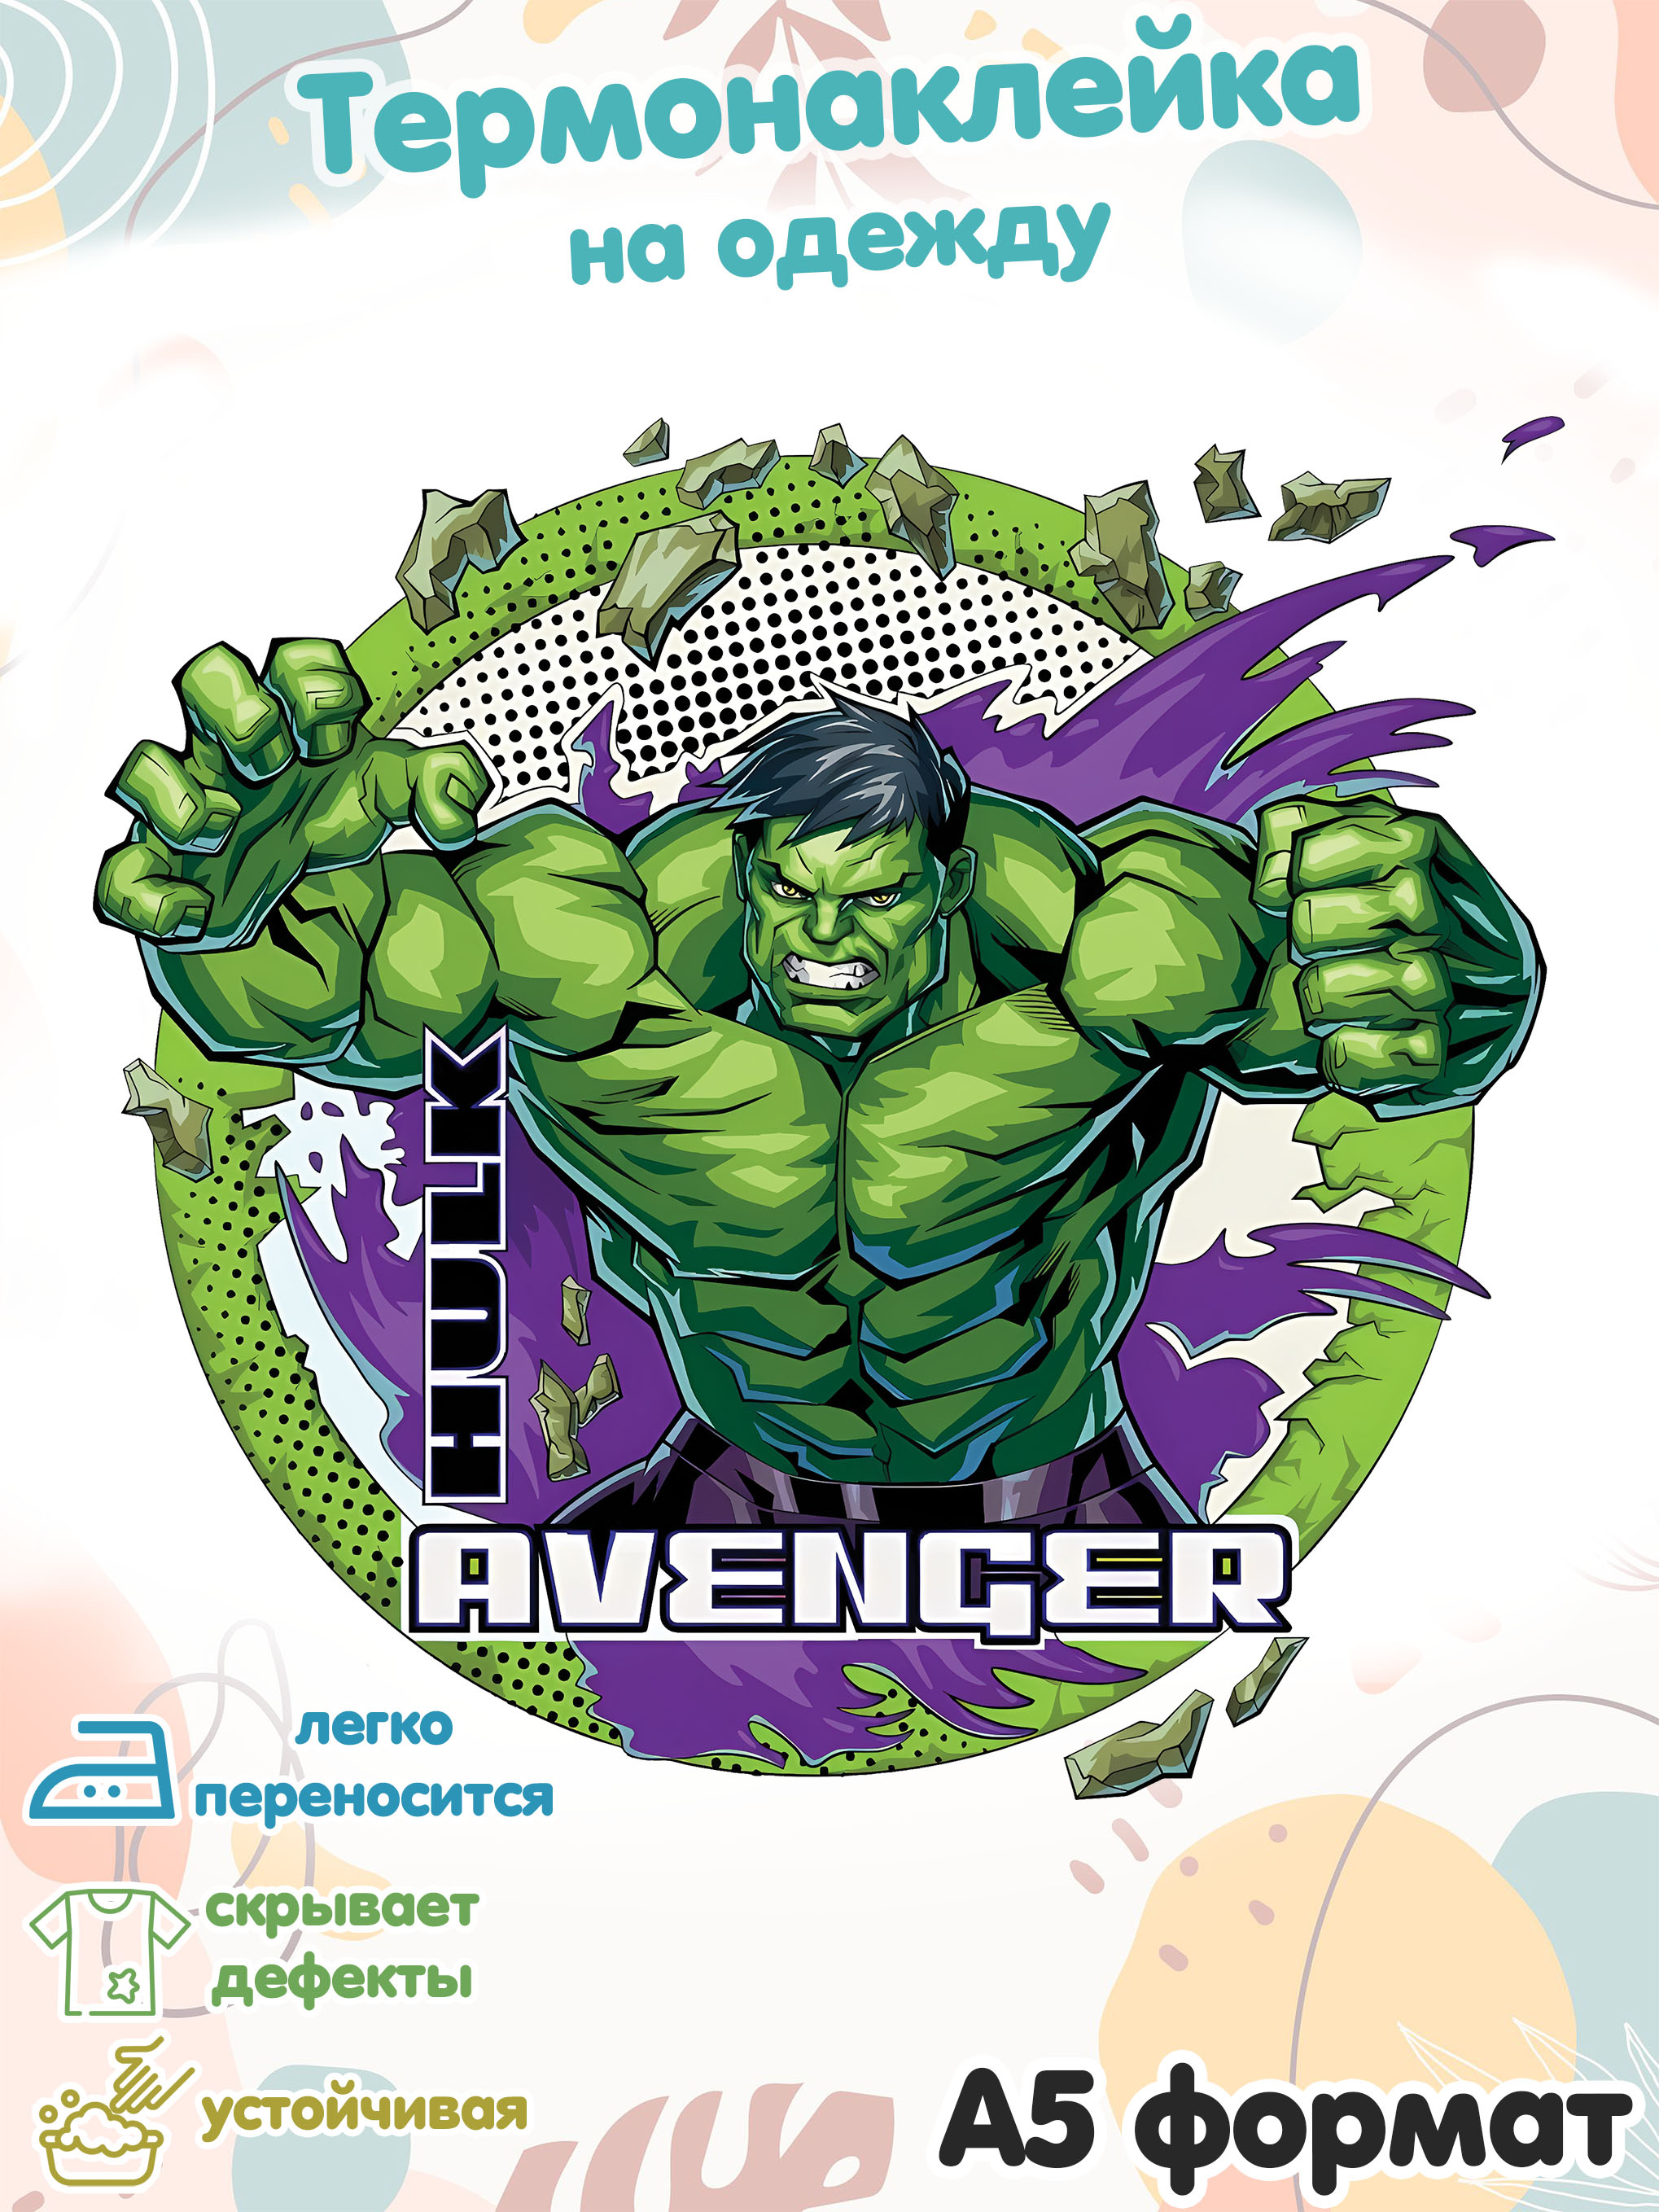 Термонаклейка
на одежду
HULK
AVENGER
легко
переносится
скрывает
дефекты
устойчивая
А5 формат